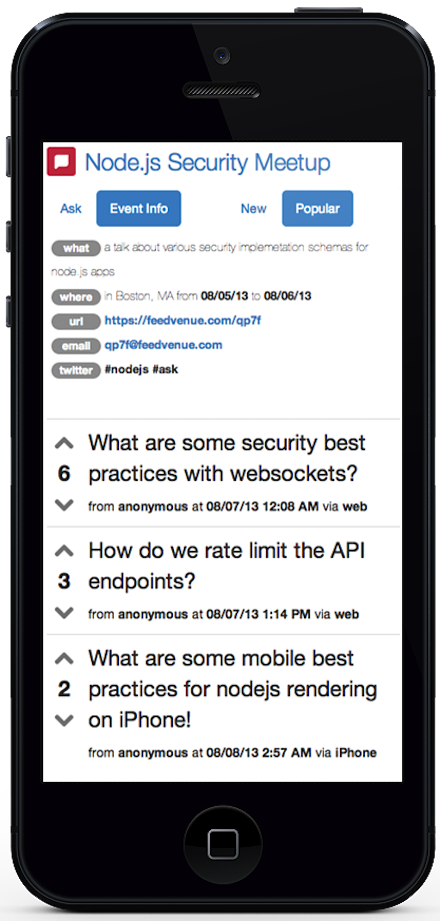 Node.js Security Meetup
Ask Event Info New Popular
what a talk about various security implemetation schemas for
node.js apps
where in Boston, MA from 08/05/13 to 08/06/13
url https://feedvenue.com/qp7f
email qp7f@feedvenue.com
twitter #nodejs #ask
What are some security best
6 practices with websockets?
from anonymous at 08/07/13 12:08 AM via web
How do we rate limit the API
3 endpoints?
from anonymous at 08/07/13 1:14 PM via web
What are some mobile best
2 practices for nodejs rendering
on iPhone!
from anonymous at 08/08/13 2:57 AM via iPhone